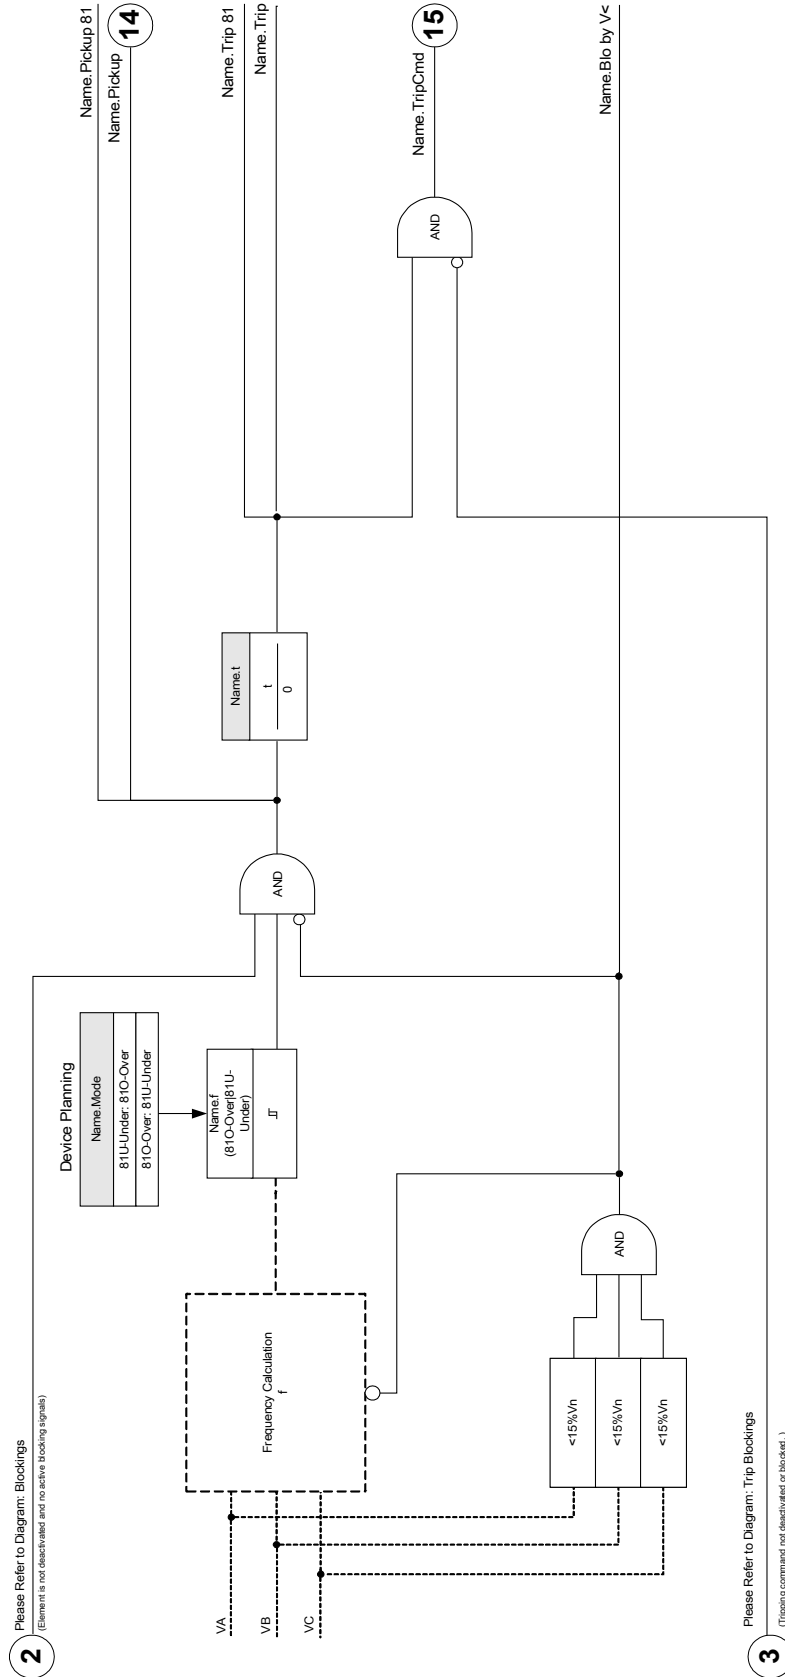 2
Please Refer to Diagram: Blockings
(Element is not deactivated and no active blocking signals)
Device Planning
Name.Mode
81U-Under: 81O-Over
81O-Over: 81U-Under
Name.f
(81O-Over|81U-
Under)
VA
VB
VC
Frequency Calculation
f
<15%Vn
<15%Vn
<15%Vn
AND
AND
Name.t
t
0
AND
Name.Pickup 81
Name.Pickup
14
Name.Trip 81
Name.Trip
Name.TripCmd
15
Name.Blo by V<
3
Please Refer to Diagram: Trip Blockings
(Tripping command not deactivated or blocked. )